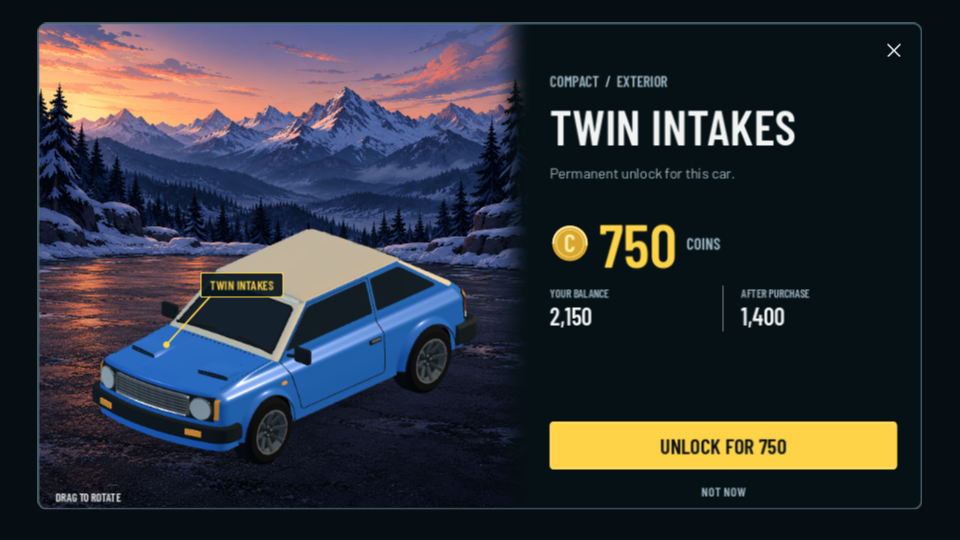 COMPACT / EXTERIOR
TWIN INTAKES
Permanent unlock for this car.
C 750 COINS
YOUR BALANCE
2,150
AFTER PURCHASE
1,400
UNLOCK FOR 750
NOT NOW
TWIN INTAKES
DRAG TO ROTATE